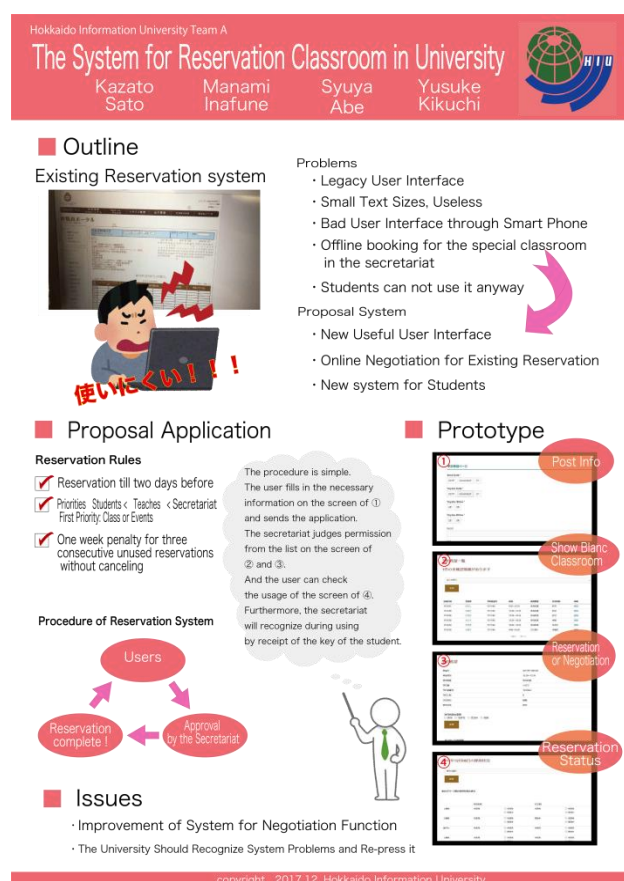 Hokkaido Information University Team A
The System for Reservation Classroom in University
Kazato Sato
Manami Inafune
Syuya Abe
Yusuke Kikuchi
HIU
Outline
Existing Reservation system
使いにくい！！！
Problems
・Legacy User Interface
・Small Text Sizes, Useless
・Bad User Interface through Smart Phone
・Offline booking for the special classroom
in the secretariat
・Students can not use it anyway
Proposal System
・New Useful User Interface
・Online Negotiation for Existing Reservation
・New system for Students
Proposal Application
Reservation Rules
Reservation till two days before
Priorities Students < Teaches < Secretariat
First Priority: Class or Events
One week penalty for three
consecutive unused reservations
without canceling
The procedure is simple.
The user fills in the necessary
information on the screen of ①
and sends the application.
The secretariat judges permission
from the list on the screen of
② and ③.
And the user can check
the usage of the screen of ④.
Furthermore, the secretariat
will recognize during using
by receipt of the key of the student.
Procedure of Reservation System
Users
Approval
by the Secretariat
Reservation
complete !
Prototype
①
Post Info
②
Show Blanc
Classroom
③
Reservation
or Negotiation
④
Reservation
Status
Issues
・Improvement of System for Negotiation Function
・The University Should Recognize System Problems and Re-press it
copyright 2017.12 Hokkaido Information University